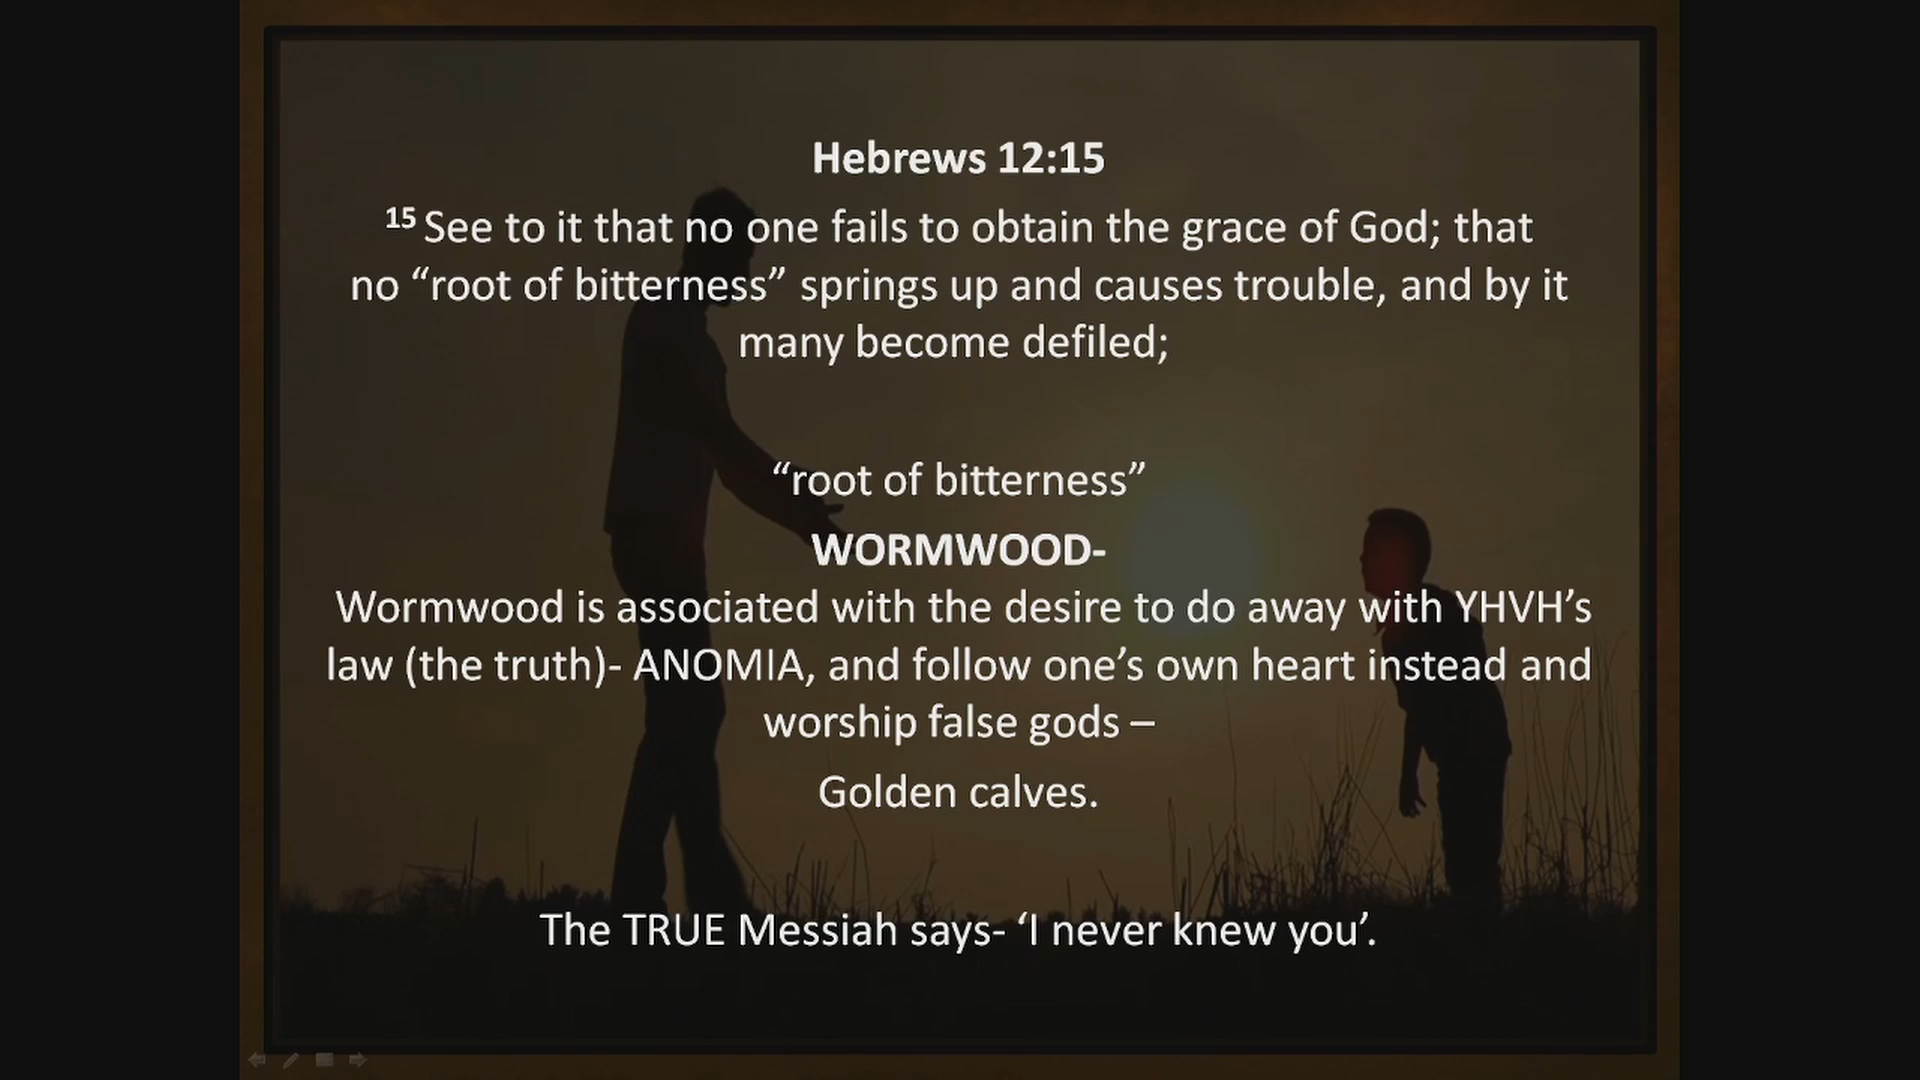 Hebrews 12:15
15 See to it that no one fails to obtain the grace of God; that
no “root of bitterness” springs up and causes trouble, and by it
many become defiled;
“root of bitterness”
WORMWOOD-
Wormwood is associated with the desire to do away with YHVH’s
law (the truth)- ANOMIA, and follow one’s own heart instead and
worship false gods –
Golden calves.
The TRUE Messiah says- ‘I never knew you’.